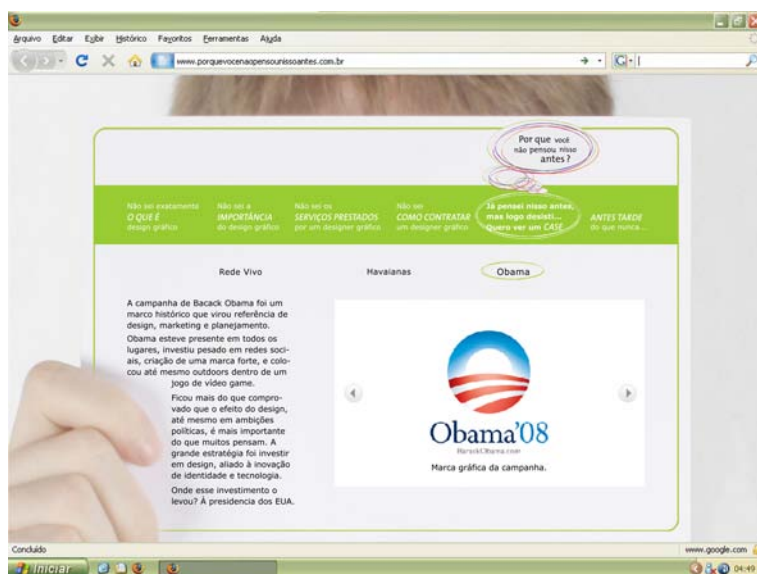 Arquivo Editar Exibir Histórico Favoritos Ferramentas Ajuda
www.porquevocenaopensounissoantes.com.br
G
Por que você
não pensou nisso
antes?
Não sei exatamente
O QUE É
design gráfico
Não sei a
IMPORTÂNCIA
do design gráfico
Não sei os
SERVIÇOS PRESTADOS
por um designer gráfico
Não sei
COMO CONTRATAR
um designer gráfico
Já pensei nisso antes,
mas logo desisti...
Quero ver um CASE
ANTES TARDE
do que nunca...
Rede Vivo
Havaianas
Obama
A campanha de Bacack Obama foi um
marco histórico que virou referência de
design, marketing e planejamento.
Obama esteve presente em todos os
lugares, investiu pesado em redes soci-
ais, criação de uma marca forte, e colo-
cou até mesmo outdoors dentro de um
jogo de vídeo game.
Ficou mais do que compro-
vado que o efeito do design,
até mesmo em ambições
políticas, é mais importante
do que muitos pensam. A
grande estratégia foi investir
em design, aliado à inovação
de identidade e tecnologia.
Onde esse investimento o
levou? À presidencia dos EUA.
Obama'08
BarackObama.com
Marca gráfica da campanha.
Concluído
www.google.com
Iniciar
04:49